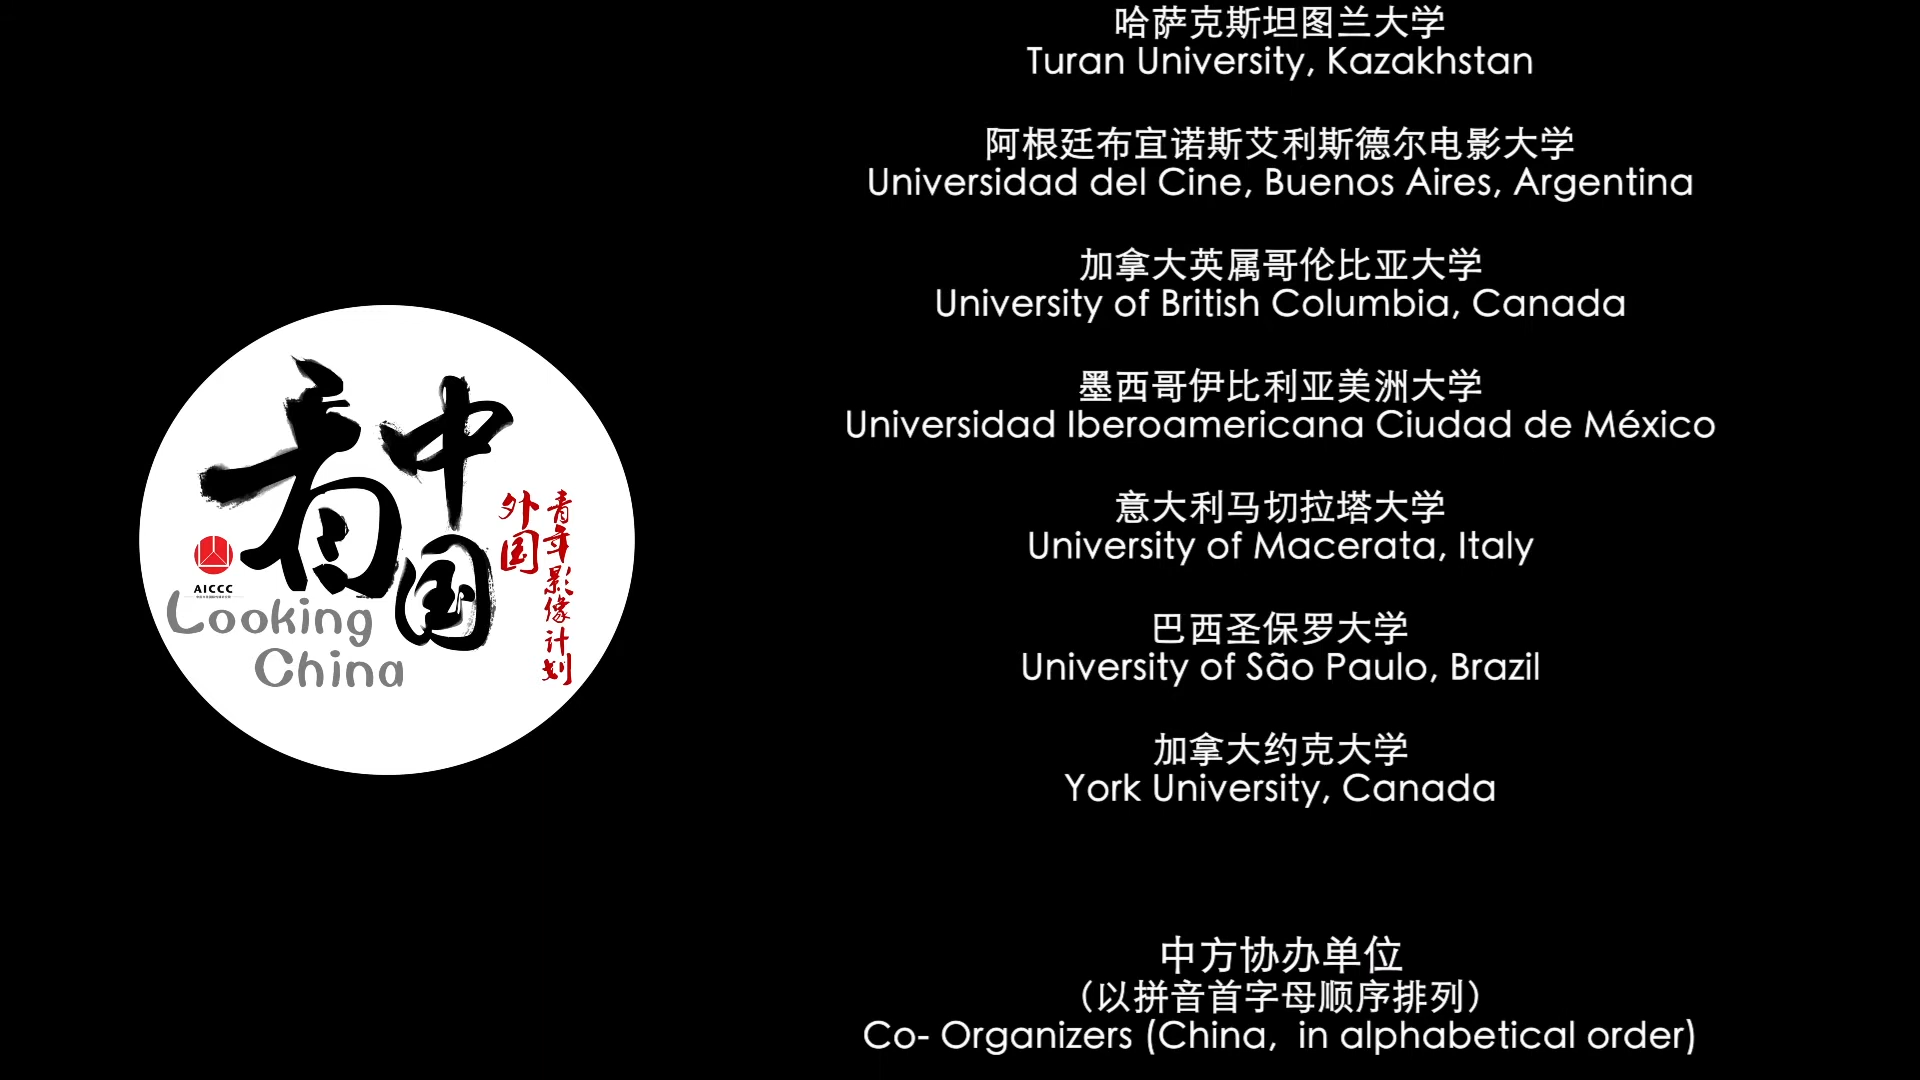 看中国
外国
青年影像计划
AICCC
Looking
China
哈萨克斯坦图兰大学
Turan University, Kazakhstan
阿根廷布宜诺斯艾利斯德尔电影大学
Universidad del Cine, Buenos Aires, Argentina
加拿大英属哥伦比亚大学
University of British Columbia, Canada
墨西哥伊比利亚美洲大学
Universidad Iberoamericana Ciudad de México
意大利马切拉塔大学
University of Macerata, Italy
巴西圣保罗大学
University of São Paulo, Brazil
加拿大约克大学
York University, Canada
中方协办单位
（以拼音首字母顺序排列）
Co- Organizers (China,  in alphabetical order)